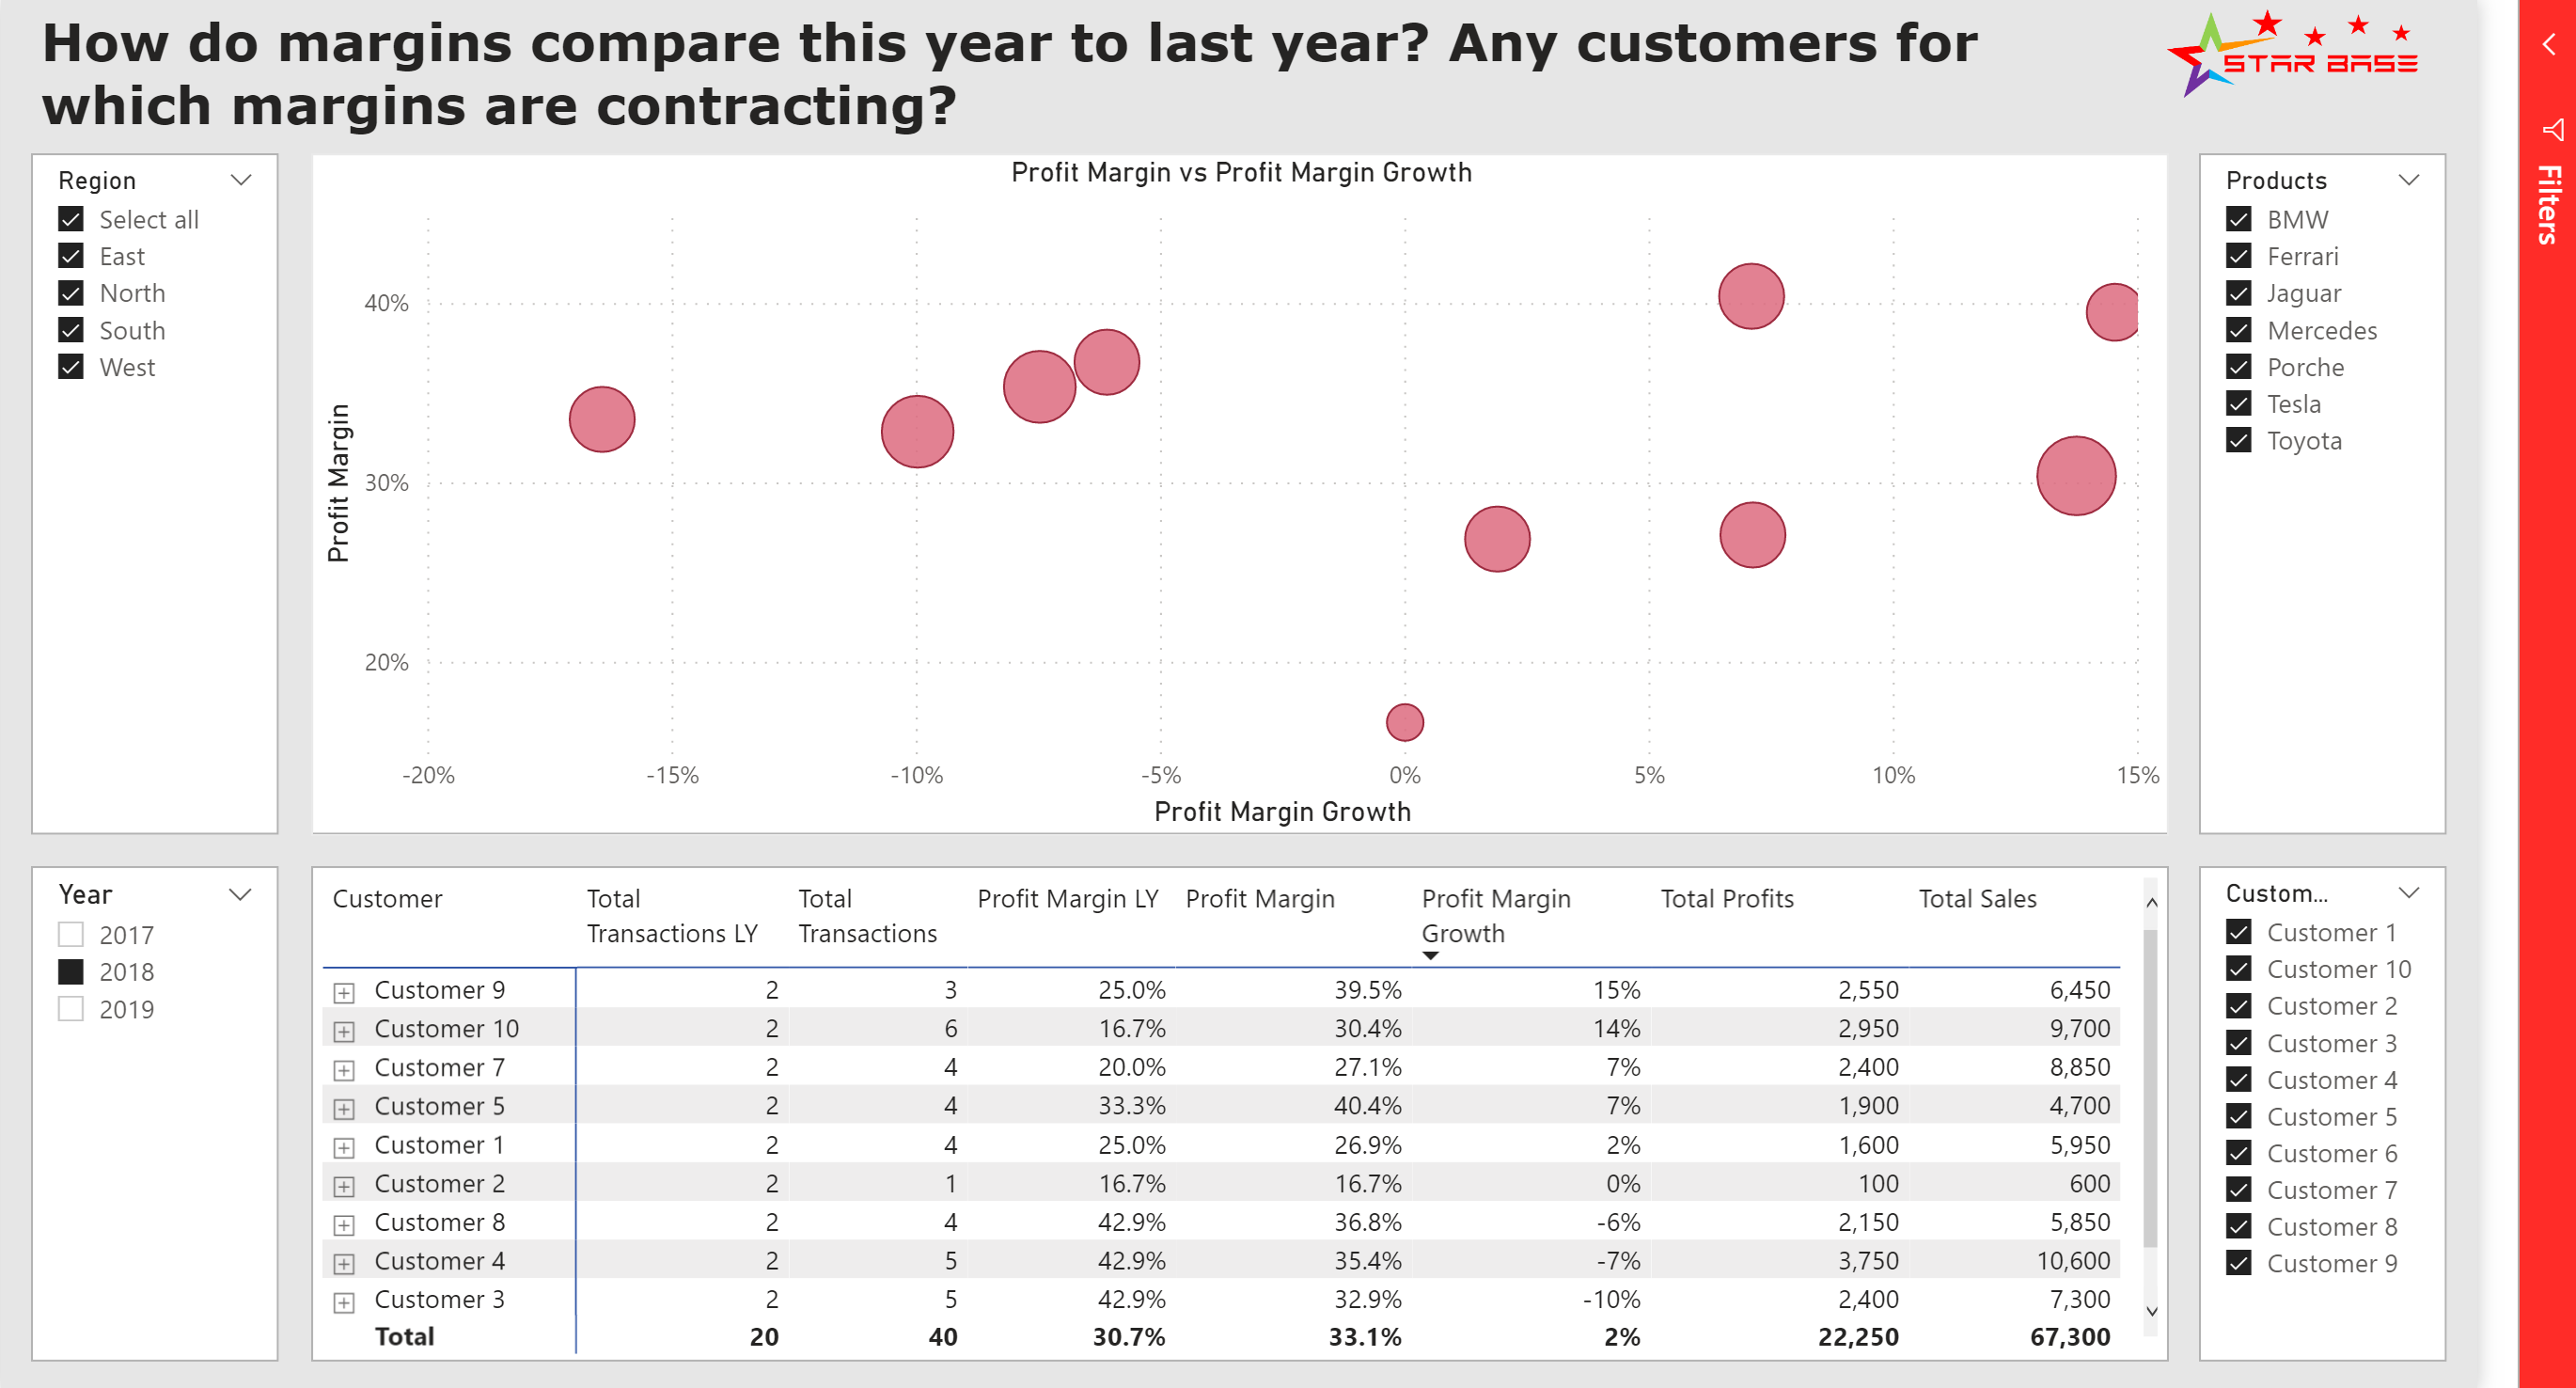 How do margins compare this year to last year? Any customers for
which margins are contracting?
STAR BASE
Filters
Region
Select all
East
North
South
West
Profit Margin vs Profit Margin Growth
Profit Margin
40%
30%
20%
-20% -15% -10% -5% 0% 5% 10% 15%
Profit Margin Growth
Products
BMW
Ferrari
Jaguar
Mercedes
Porche
Tesla
Toyota
Year
2017
2018
2019
Customer Total Transactions LY Total Transactions Profit Margin LY Profit Margin Profit Margin Growth Total Profits Total Sales
Customer 9 2 3 25.0% 39.5% 15% 2,550 6,450
Customer 10 2 6 16.7% 30.4% 14% 2,950 9,700
Customer 7 2 4 20.0% 27.1% 7% 2,400 8,850
Customer 5 2 4 33.3% 40.4% 7% 1,900 4,700
Customer 1 2 4 25.0% 26.9% 2% 1,600 5,950
Customer 2 2 1 16.7% 16.7% 0% 100 600
Customer 8 2 4 42.9% 36.8% -6% 2,150 5,850
Customer 4 2 5 42.9% 35.4% -7% 3,750 10,600
Customer 3 2 5 42.9% 32.9% -10% 2,400 7,300
Total 20 40 30.7% 33.1% 2% 22,250 67,300
Custom...
Customer 1
Customer 10
Customer 2
Customer 3
Customer 4
Customer 5
Customer 6
Customer 7
Customer 8
Customer 9